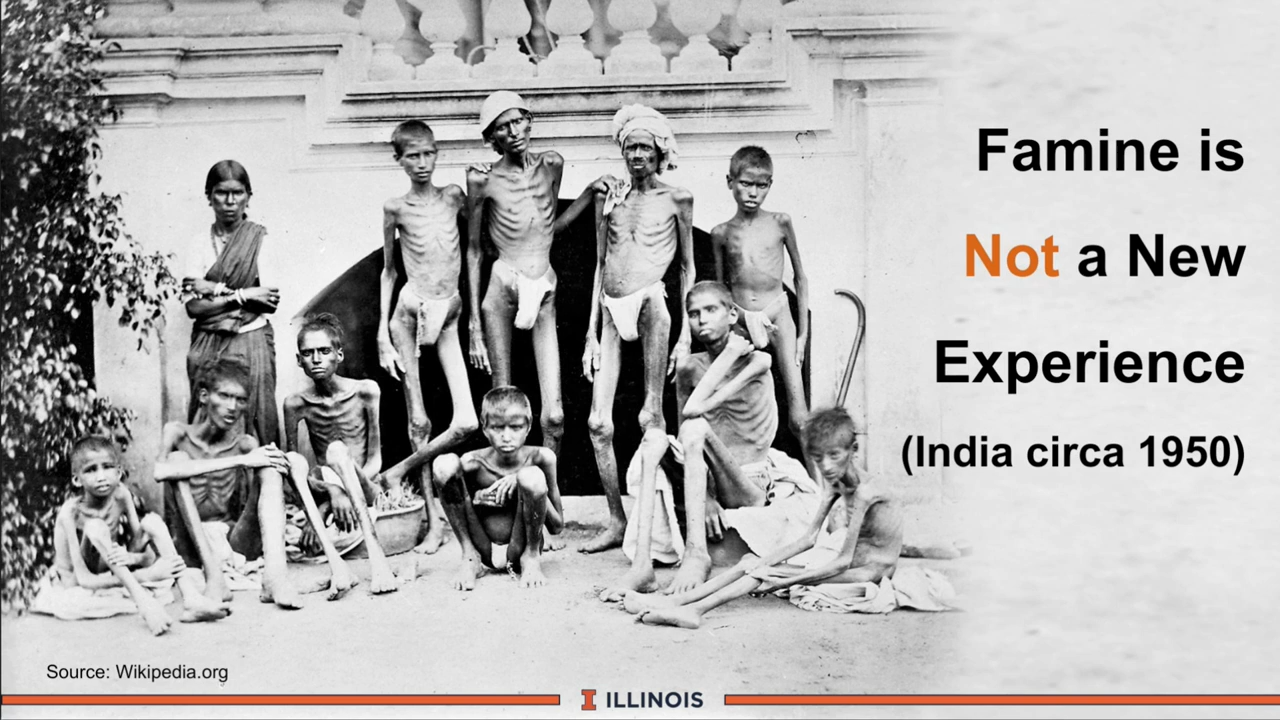 Famine is
Not a New
Experience
(India circa 1950)
Source: Wikipedia.org
I ILLINOIS